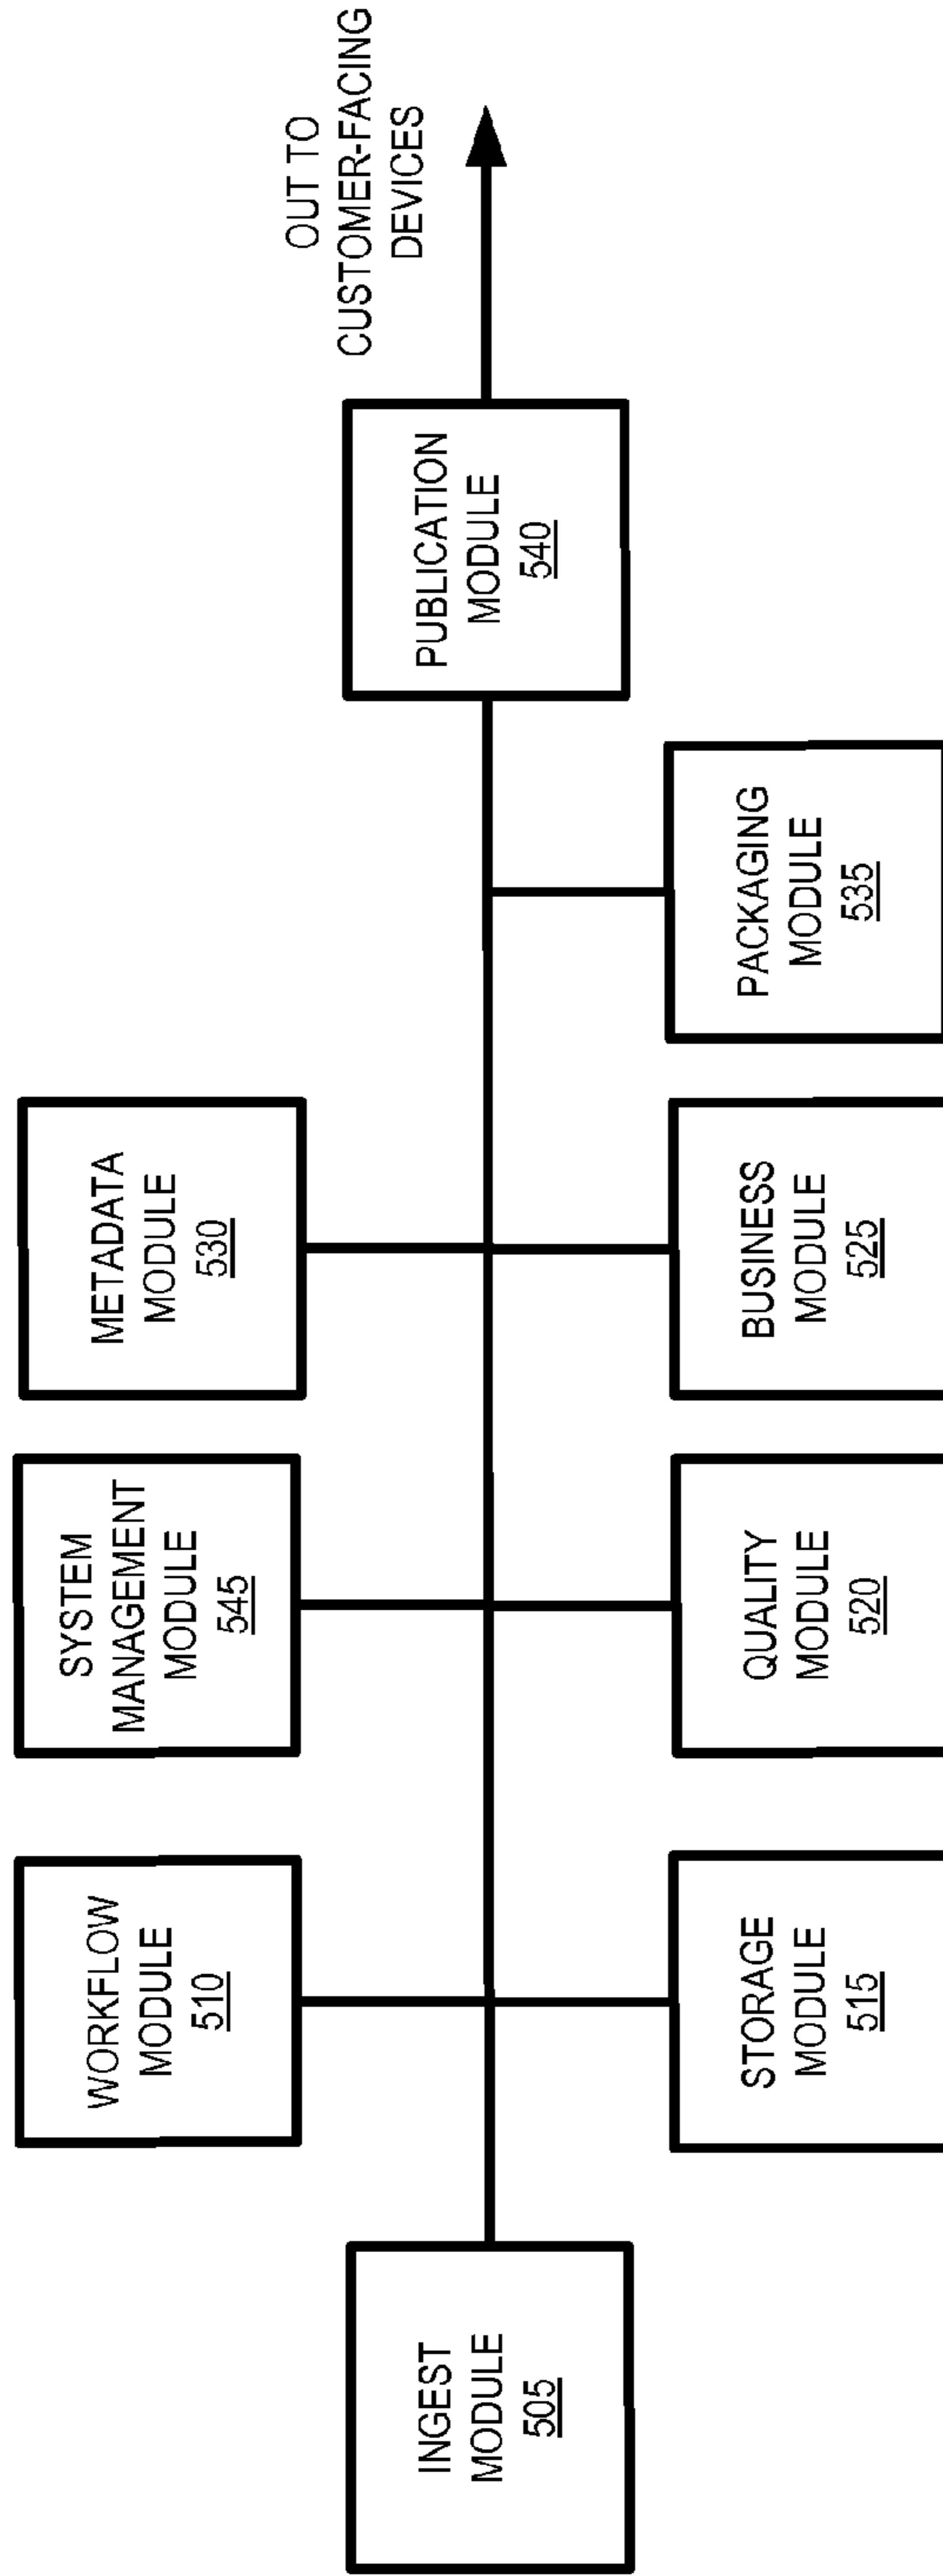 WORKFLOW
MODULE
510
SYSTEM
MANAGEMENT
MODULE
545
METADATA
MODULE
530
OUT TO
CUSTOMER-FACING
DEVICES
INGEST
MODULE
505
PUBLICATION
MODULE
540
STORAGE
MODULE
515
QUALITY
MODULE
520
BUSINESS
MODULE
525
PACKAGING
MODULE
535